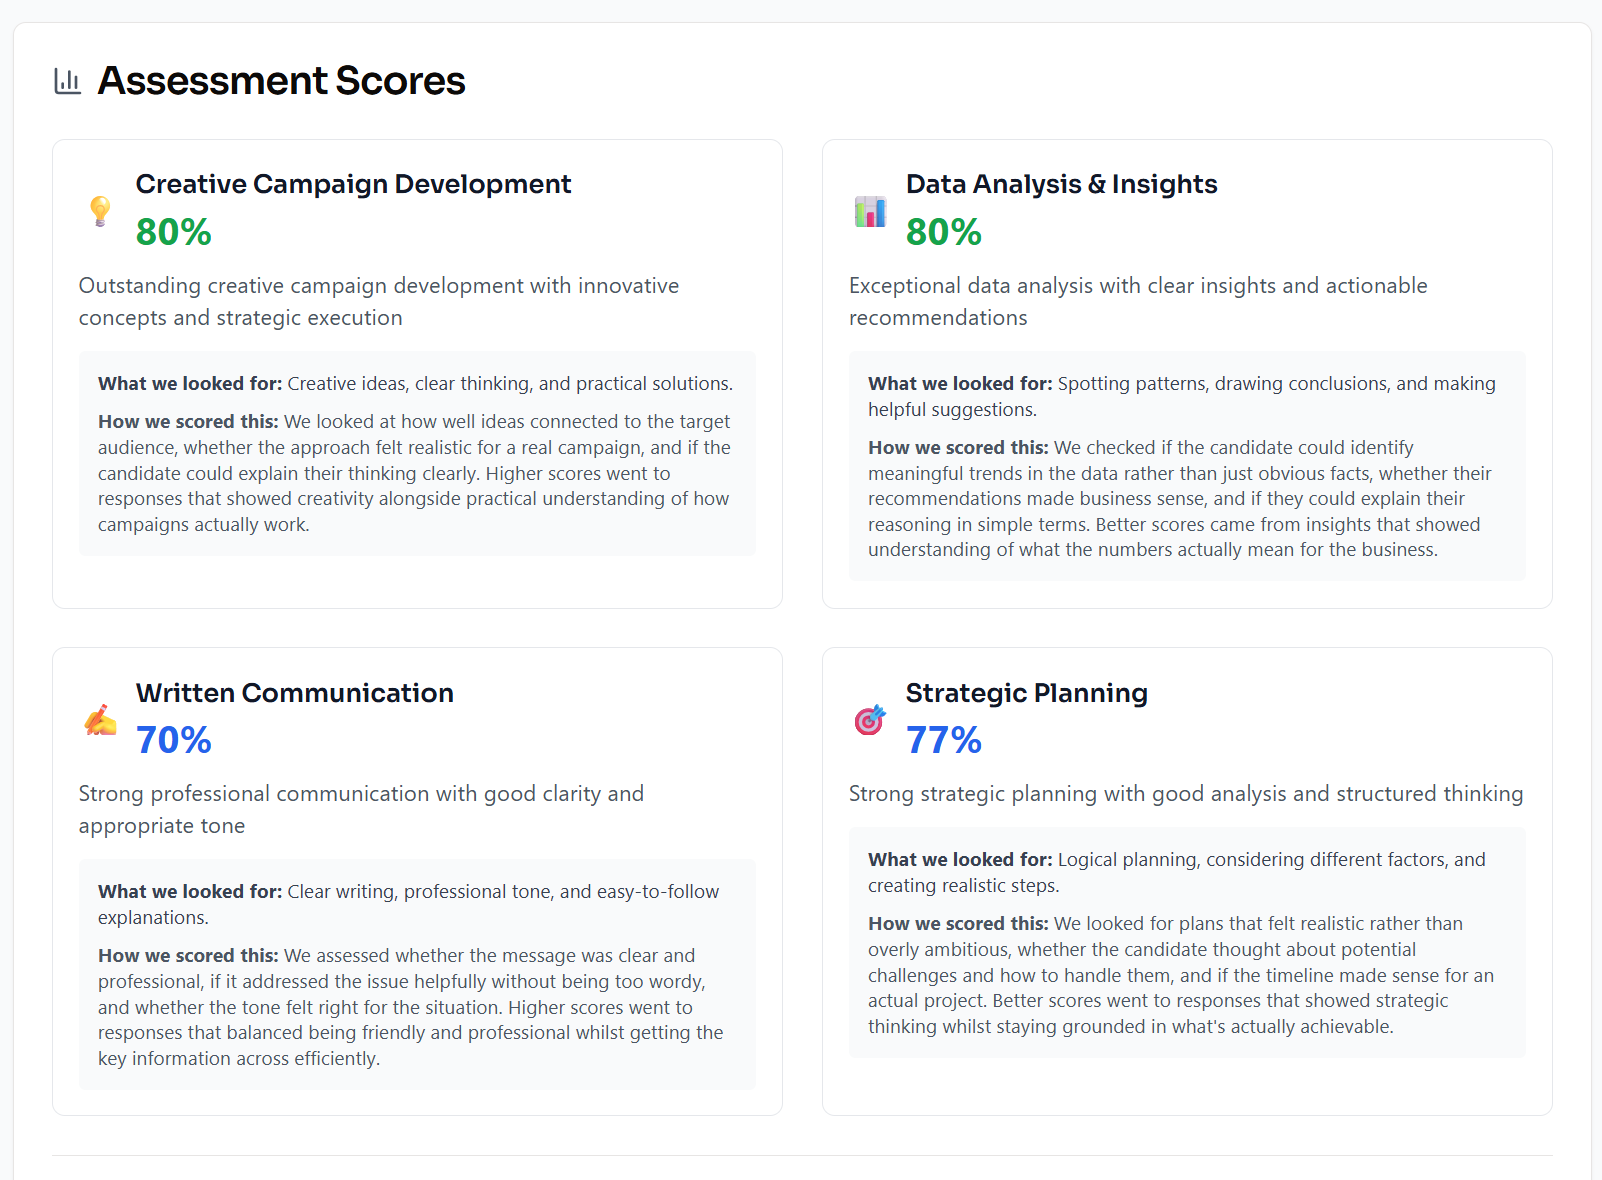 Assessment Scores
Creative Campaign Development
80%
Outstanding creative campaign development with innovative
concepts and strategic execution
What we looked for: Creative ideas, clear thinking, and practical solutions.
How we scored this: We looked at how well ideas connected to the target
audience, whether the approach felt realistic for a real campaign, and if the
candidate could explain their thinking clearly. Higher scores went to
responses that showed creativity alongside practical understanding of how
campaigns actually work.
Data Analysis & Insights
80%
Exceptional data analysis with clear insights and actionable
recommendations
What we looked for: Spotting patterns, drawing conclusions, and making
helpful suggestions.
How we scored this: We checked if the candidate could identify
meaningful trends in the data rather than just obvious facts, whether their
recommendations made business sense, and if they could explain their
reasoning in simple terms. Better scores came from insights that showed
understanding of what the numbers actually mean for the business.
Written Communication
70%
Strong professional communication with good clarity and
appropriate tone
What we looked for: Clear writing, professional tone, and easy-to-follow
explanations.
How we scored this: We assessed whether the message was clear and
professional, if it addressed the issue helpfully without being too wordy,
and whether the tone felt right for the situation. Higher scores went to
responses that balanced being friendly and professional whilst getting the
key information across efficiently.
Strategic Planning
77%
Strong strategic planning with good analysis and structured thinking
What we looked for: Logical planning, considering different factors, and
creating realistic steps.
How we scored this: We looked for plans that felt realistic rather than
overly ambitious, whether the candidate thought about potential
challenges and how to handle them, and if the timeline made sense for an
actual project. Better scores went to responses that showed strategic
thinking whilst staying grounded in what's actually achievable.